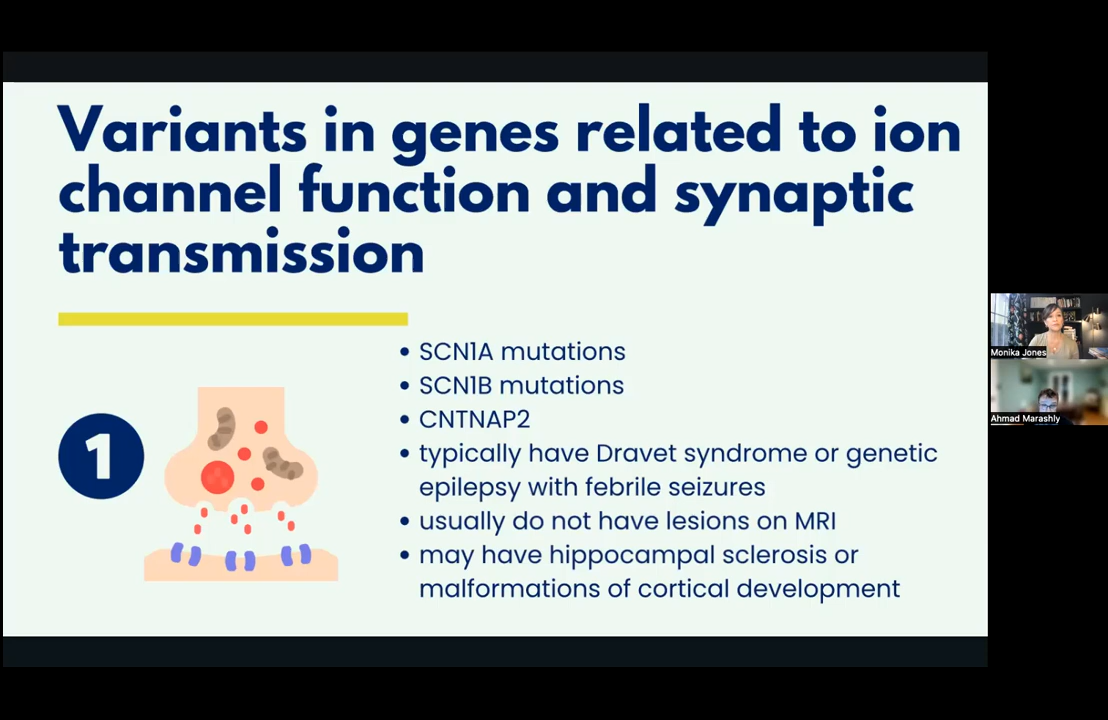 Variants in genes related to ion
channel function and synaptic
transmission
1
• SCN1A mutations
• SCN1B mutations
• CNTNAP2
• typically have Dravet syndrome or genetic
epilepsy with febrile seizures
• usually do not have lesions on MRI
• may have hippocampal sclerosis or
malformations of cortical development
Monika Jones
Ahmad Marashly